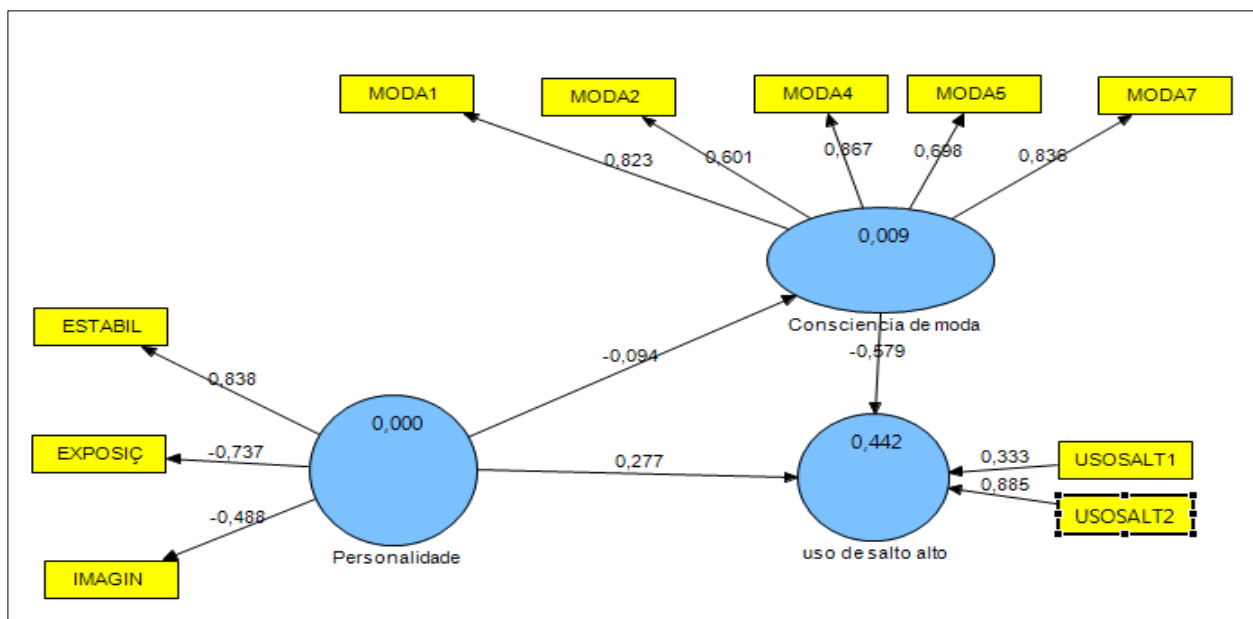 MODA1
MODA2
MODA4
MODA5
MODA7
0,823
0,601
0,867
0,698
0,836
0,009
Consciencia de moda
ESTABIL
0,838
-0,094
-0,579
0,000
EXPOSIÇ
-0,737
0,277
0,442
0,333
USOSALT1
0,885
USOSALT2
-0,488
Personalidade
uso de salto alto
IMAGIN